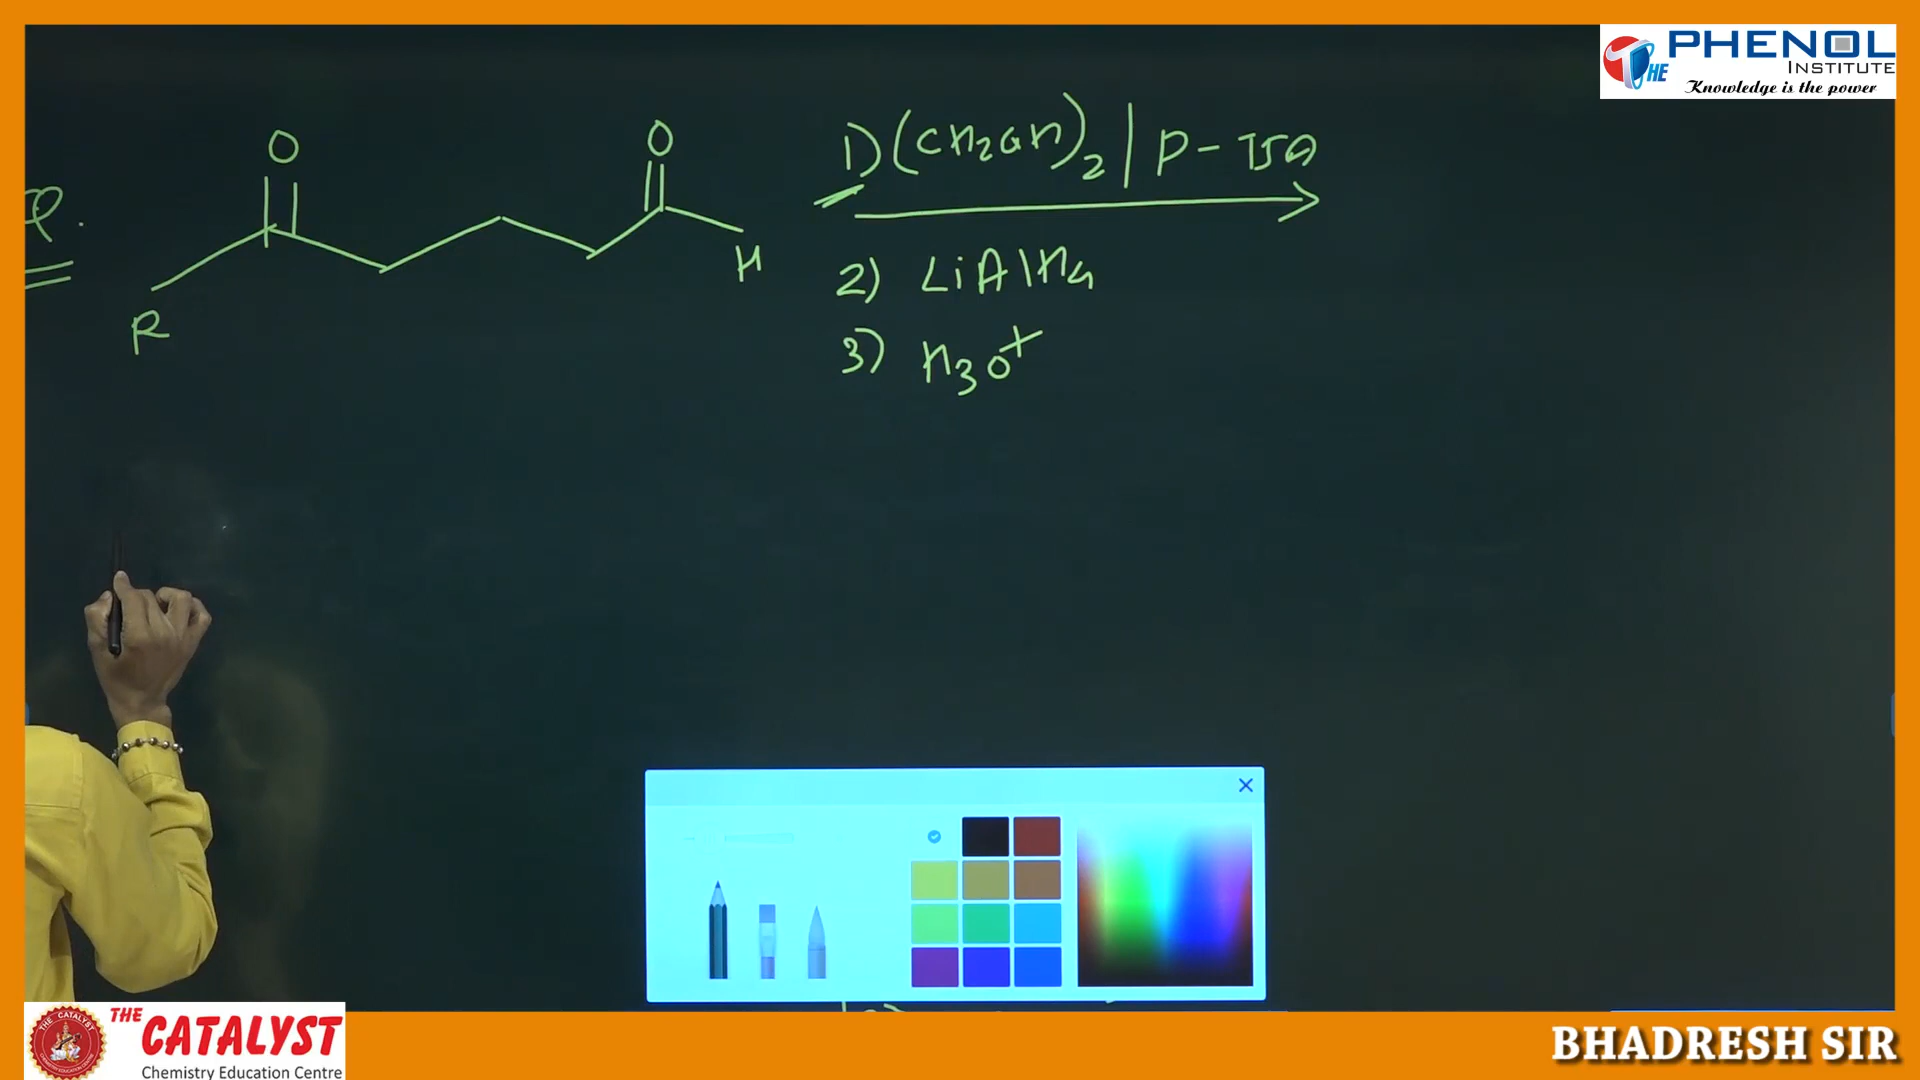 THE PHENOL
INSTITUTE
Knowledge is the power
Q.
O
O
R
H
1) (CH2OH)2 | P-TSA
2) LiAlH4
3) H3O+
THE CATALYST
Chemistry Education Centre
BHADRESH SIR